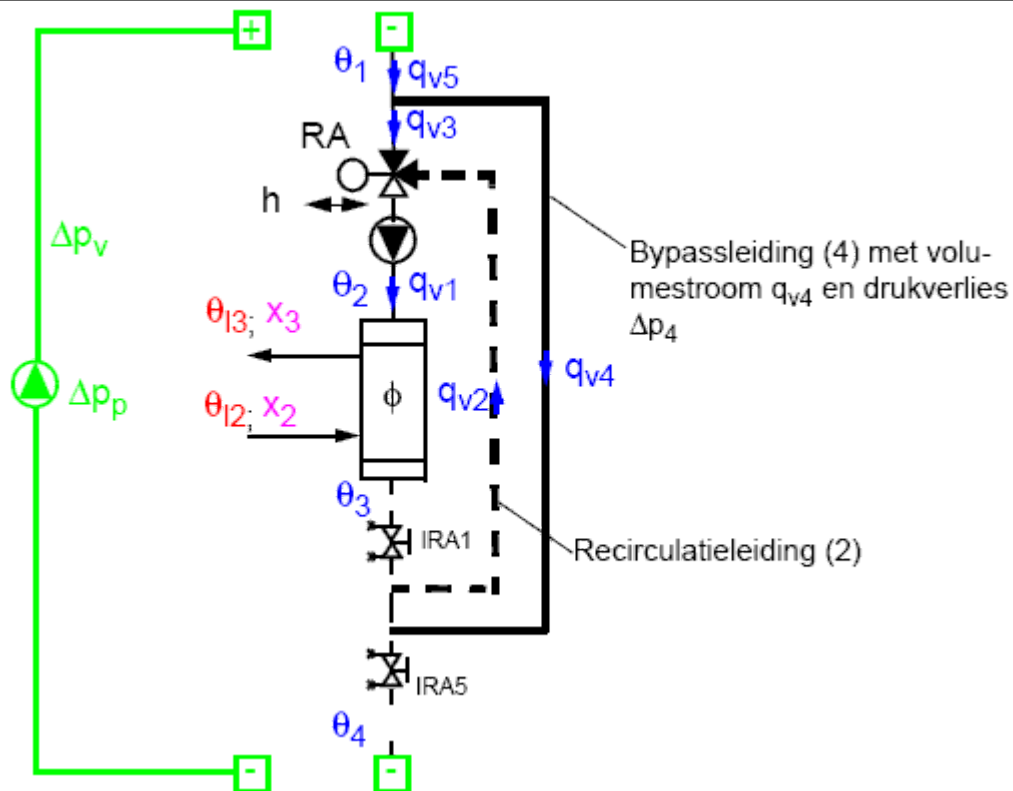 +
-
θ1 qv5
qv3
RA
h
Δpv
θ2 qv1
Bypassleiding (4) met volu-
mestroom qv4 en drukverlies
Δp4
θl3; x3
qv4
Δpp
ϕ
qv2
θl2; x2
θ3
IRA1
Recirculatieleiding (2)
IRA5
θ4
-
-